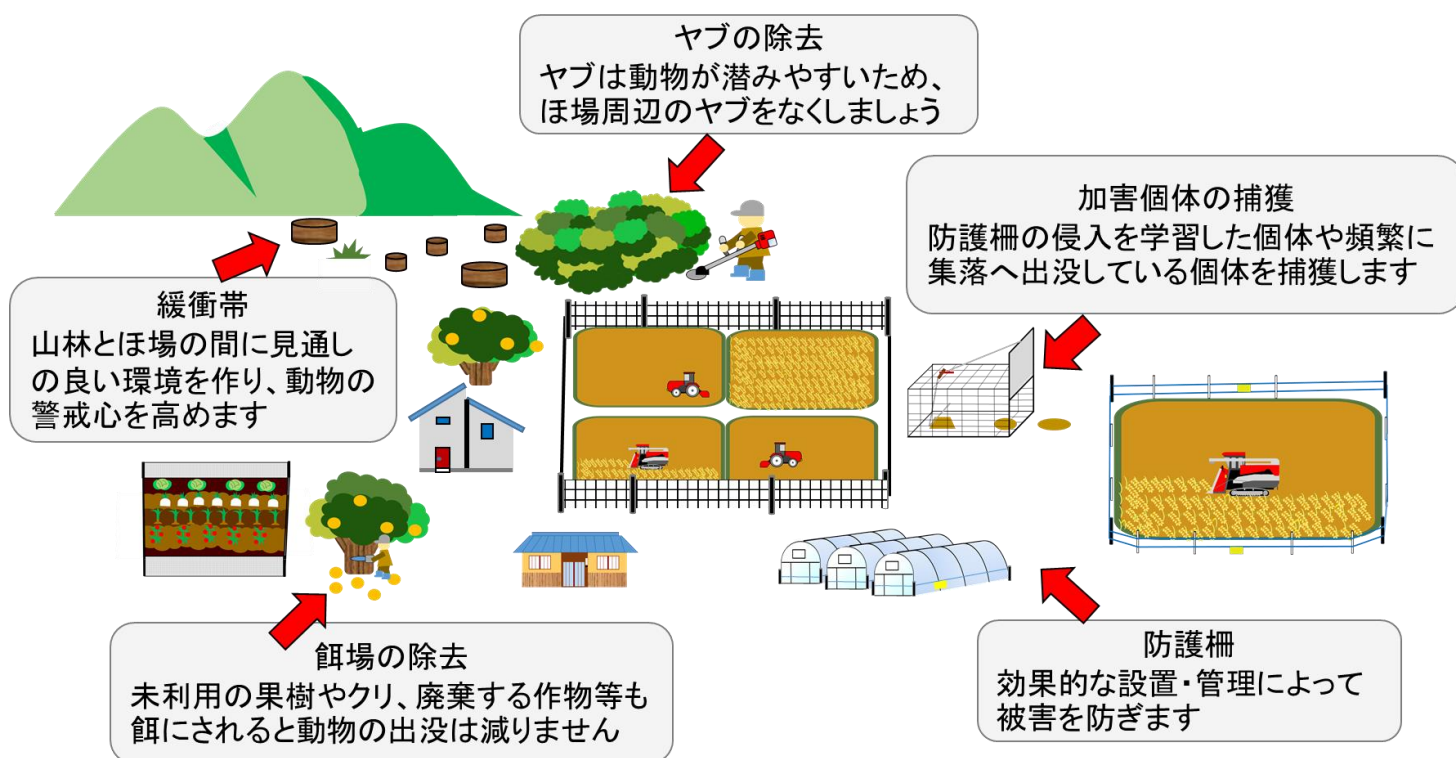 ヤブの除去
ヤブは動物が潜みやすいため、
ほ場周辺のヤブをなくしましょう
加害個体の捕獲
防護柵の侵入を学習した個体や頻繁に
集落へ出没している個体を捕獲します
緩衝帯
山林とほ場の間に見通し
の良い環境を作り、動物の
警戒心を高めます
餌場の除去
未利用の果樹やクリ、廃棄する作物等も
餌にされると動物の出没は減りません
防護柵
効果的な設置・管理によって
被害を防ぎます